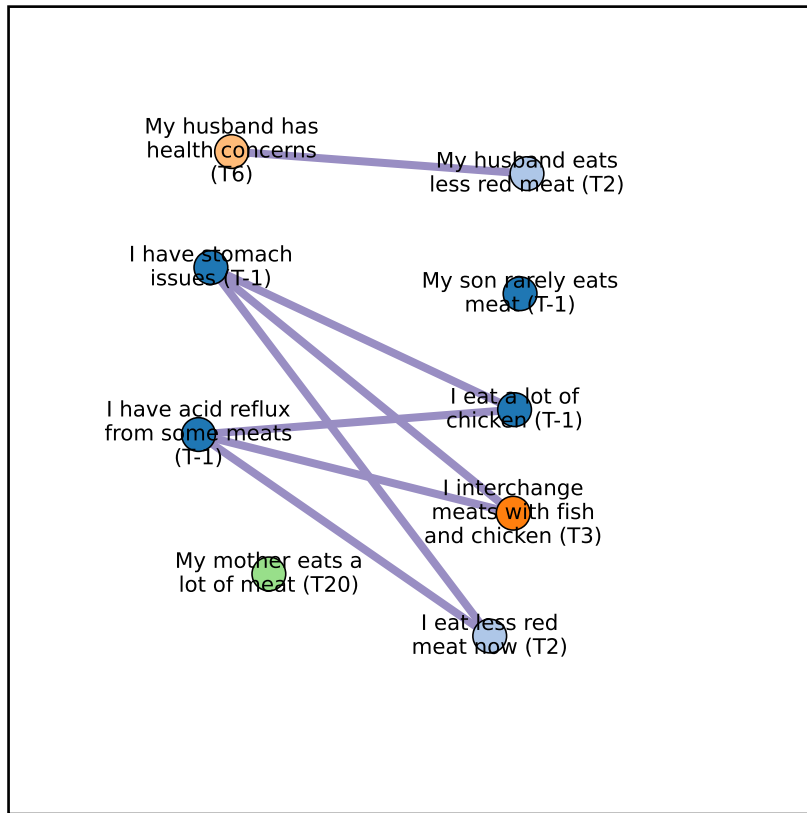 My husband has
health concerns
(T6)
My husband eats
less red meat (T2)
I have stomach
issues (T-1)
My son rarely eats
meat (T-1)
I eat a lot of
chicken (T-1)
I have acid reflux
from some meats
(T-1)
I interchange
meats with fish
and chicken (T3)
My mother eats a
lot of meat (T20)
I eat less red
meat now (T2)